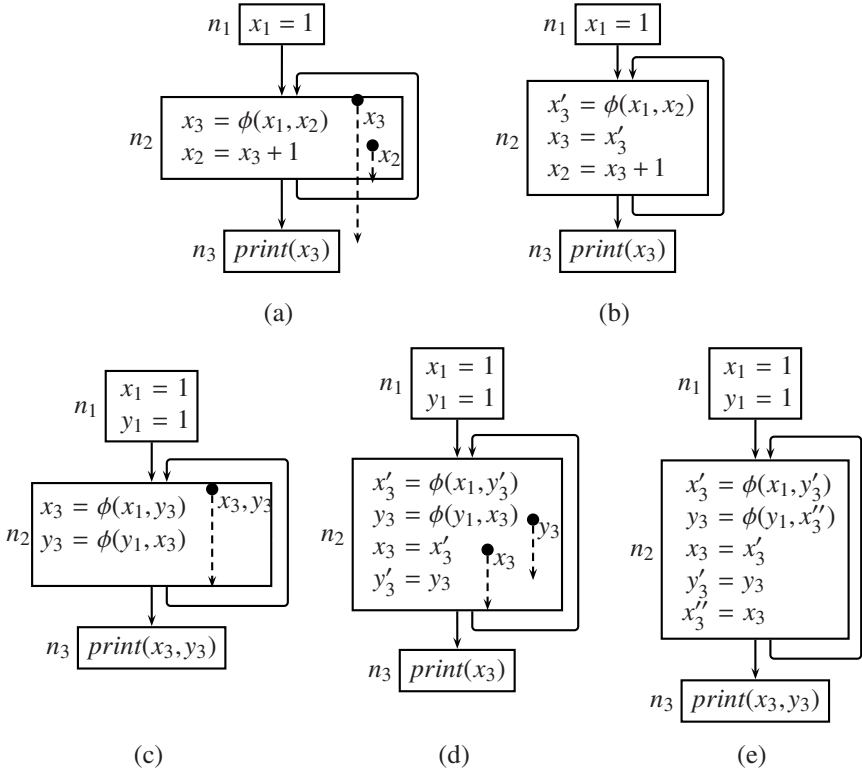 n₁ x₁ = 1
n₂
x₃ = ϕ(x₁, x₂)
x₂ = x₃ + 1
x₃
x₂
n₃ print(x₃)
(a)
n₁ x₁ = 1
n₂
x′₃ = ϕ(x₁, x₂)
x₃ = x′₃
x₂ = x₃ + 1
n₃ print(x₃)
(b)
n₁
x₁ = 1
y₁ = 1
n₂
x₃ = ϕ(x₁, y₃)
y₃ = ϕ(y₁, x₃)
x₃, y₃
n₃ print(x₃, y₃)
(c)
n₁
x₁ = 1
y₁ = 1
n₂
x′₃ = ϕ(x₁, y′₃)
y₃ = ϕ(y₁, x₃)
x₃ = x′₃
y′₃ = y₃
y₃
x₃
n₃ print(x₃)
(d)
n₁
x₁ = 1
y₁ = 1
n₂
x′₃ = ϕ(x₁, y′₃)
y₃ = ϕ(y₁, x′′₃)
x₃ = x′₃
y′₃ = y₃
x′′₃ = x₃
n₃ print(x₃, y₃)
(e)